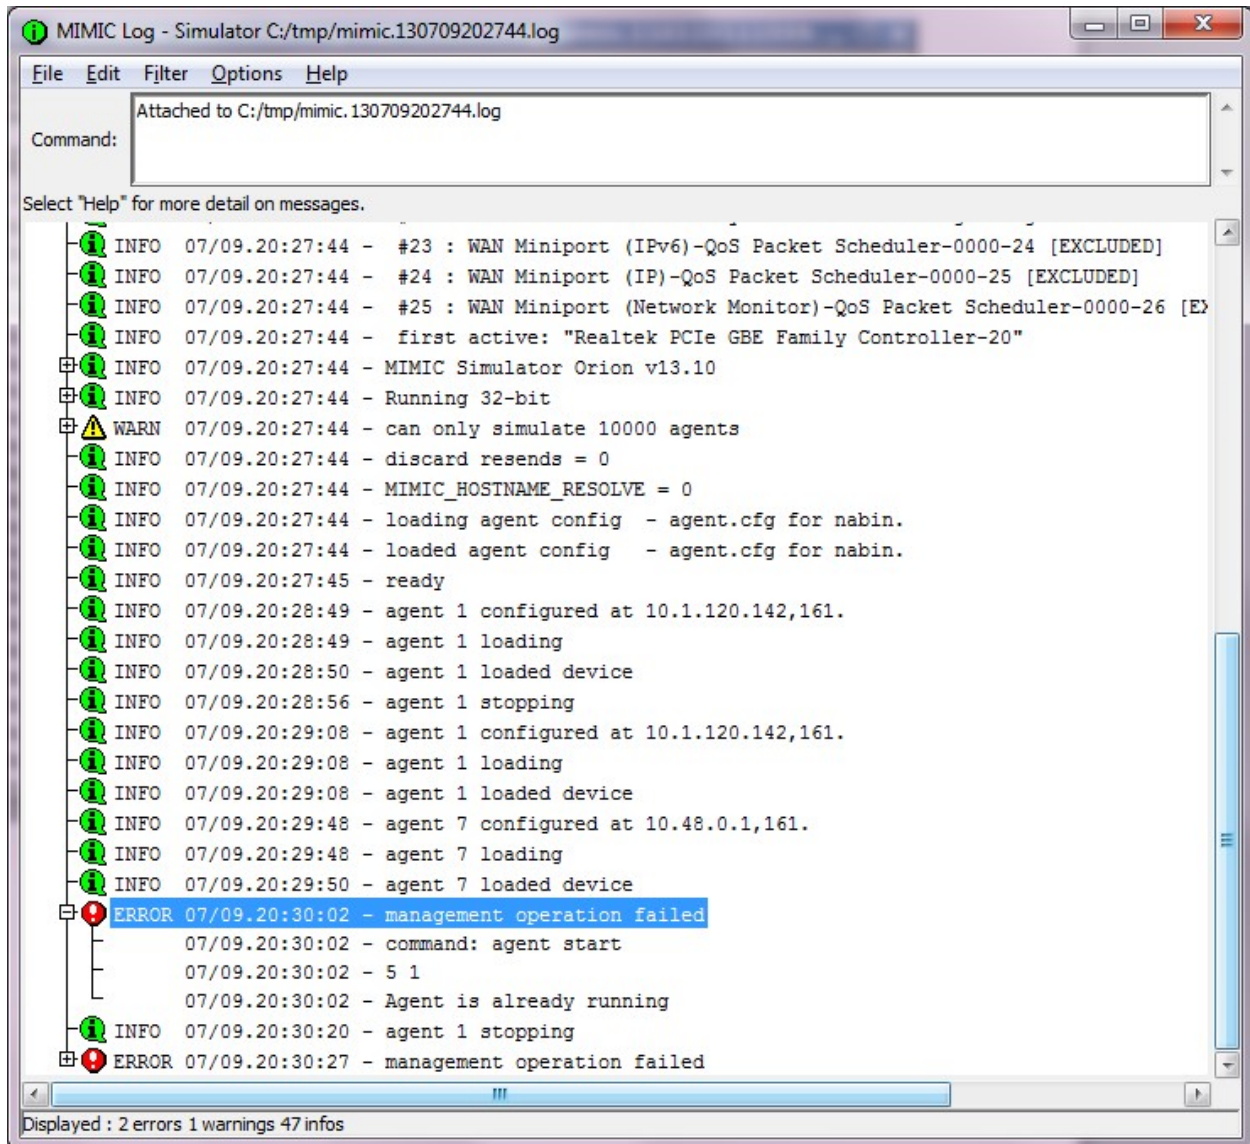 MIMIC Log - Simulator C:/tmp/mimic.130709202744.log
File Edit Filter Options Help
Attached to C:/tmp/mimic.130709202744.log
Command:
Select "Help" for more detail on messages.
INFO 07/09.20:27:44 - #23 : WAN Miniport (IPv6)-QoS Packet Scheduler-0000-24 [EXCLUDED]
INFO 07/09.20:27:44 - #24 : WAN Miniport (IP)-QoS Packet Scheduler-0000-25 [EXCLUDED]
INFO 07/09.20:27:44 - #25 : WAN Miniport (Network Monitor)-QoS Packet Scheduler-0000-26 [EX
INFO 07/09.20:27:44 - first active: "Realtek PCIe GBE Family Controller-20"
INFO 07/09.20:27:44 - MIMIC Simulator Orion v13.10
INFO 07/09.20:27:44 - Running 32-bit
WARN 07/09.20:27:44 - can only simulate 10000 agents
INFO 07/09.20:27:44 - discard resends = 0
INFO 07/09.20:27:44 - MIMIC_HOSTNAME_RESOLVE = 0
INFO 07/09.20:27:44 - loading agent config - agent.cfg for nabin.
INFO 07/09.20:27:44 - loaded agent config - agent.cfg for nabin.
INFO 07/09.20:27:45 - ready
INFO 07/09.20:28:49 - agent 1 configured at 10.1.120.142,161.
INFO 07/09.20:28:49 - agent 1 loading
INFO 07/09.20:28:50 - agent 1 loaded device
INFO 07/09.20:28:56 - agent 1 stopping
INFO 07/09.20:29:08 - agent 1 configured at 10.1.120.142,161.
INFO 07/09.20:29:08 - agent 1 loading
INFO 07/09.20:29:08 - agent 1 loaded device
INFO 07/09.20:29:48 - agent 7 configured at 10.48.0.1,161.
INFO 07/09.20:29:48 - agent 7 loading
INFO 07/09.20:29:50 - agent 7 loaded device
ERROR 07/09.20:30:02 - management operation failed
07/09.20:30:02 - command: agent start
07/09.20:30:02 - 5 1
07/09.20:30:02 - Agent is already running
INFO 07/09.20:30:20 - agent 1 stopping
ERROR 07/09.20:30:27 - management operation failed
Displayed : 2 errors 1 warnings 47 infos